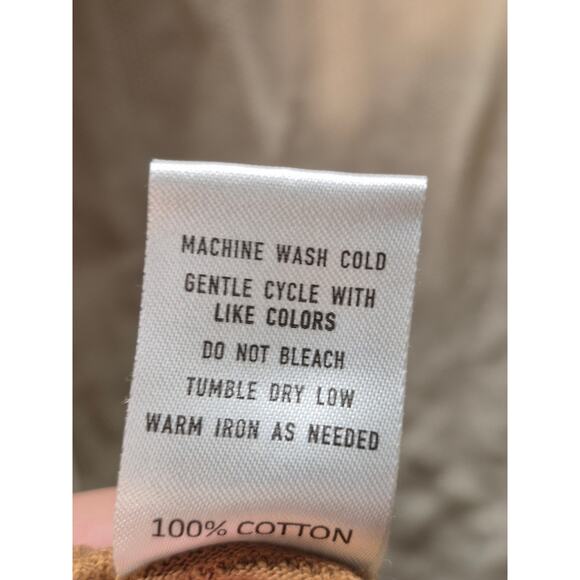 MACHINE WASH COLD
GENTLE CYCLE WITH
LIKE COLORS
DO NOT BLEACH
TUMBLE DRY LOW
WARM IRON AS NEEDED
100% COTTON